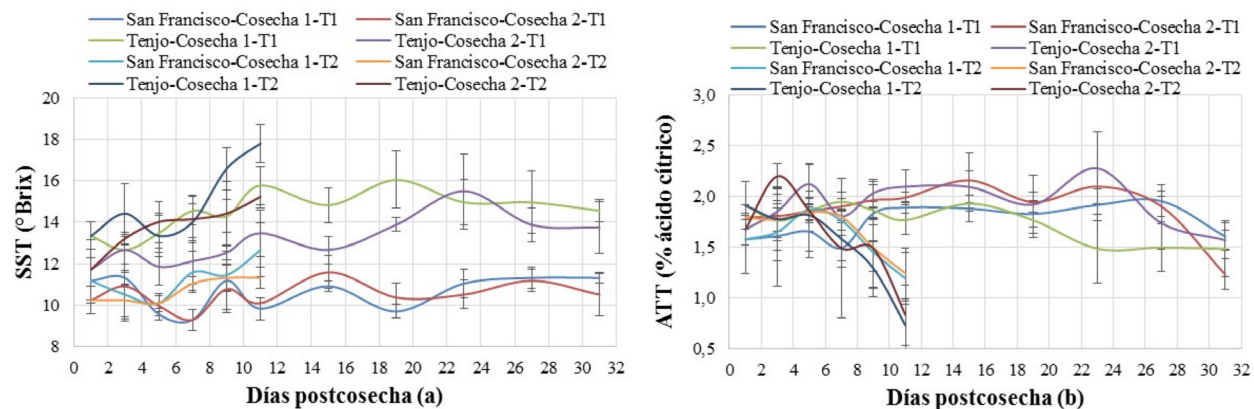 San Francisco-Cosecha 1-T1 San Francisco-Cosecha 2-T1
Tenjo-Cosecha 1-T1 Tenjo-Cosecha 2-T1
San Francisco-Cosecha 1-T2 San Francisco-Cosecha 2-T2
Tenjo-Cosecha 1-T2 Tenjo-Cosecha 2-T2
SST (°Brix)
20
18
16
14
12
10
8
0 2 4 6 8 10 12 14 16 18 20 22 24 26 28 30 32
Días postcosecha (a)
San Francisco-Cosecha 1-T1 San Francisco-Cosecha 2-T1
Tenjo-Cosecha 1-T1 Tenjo-Cosecha 2-T1
San Francisco-Cosecha 1-T2 San Francisco-Cosecha 2-T2
Tenjo-Cosecha 1-T2 Tenjo-Cosecha 2-T2
ATT (% ácido cítrico)
3,0
2,5
2,0
1,5
1,0
0,5
0 2 4 6 8 10 12 14 16 18 20 22 24 26 28 30 32
Días postcosecha (b)